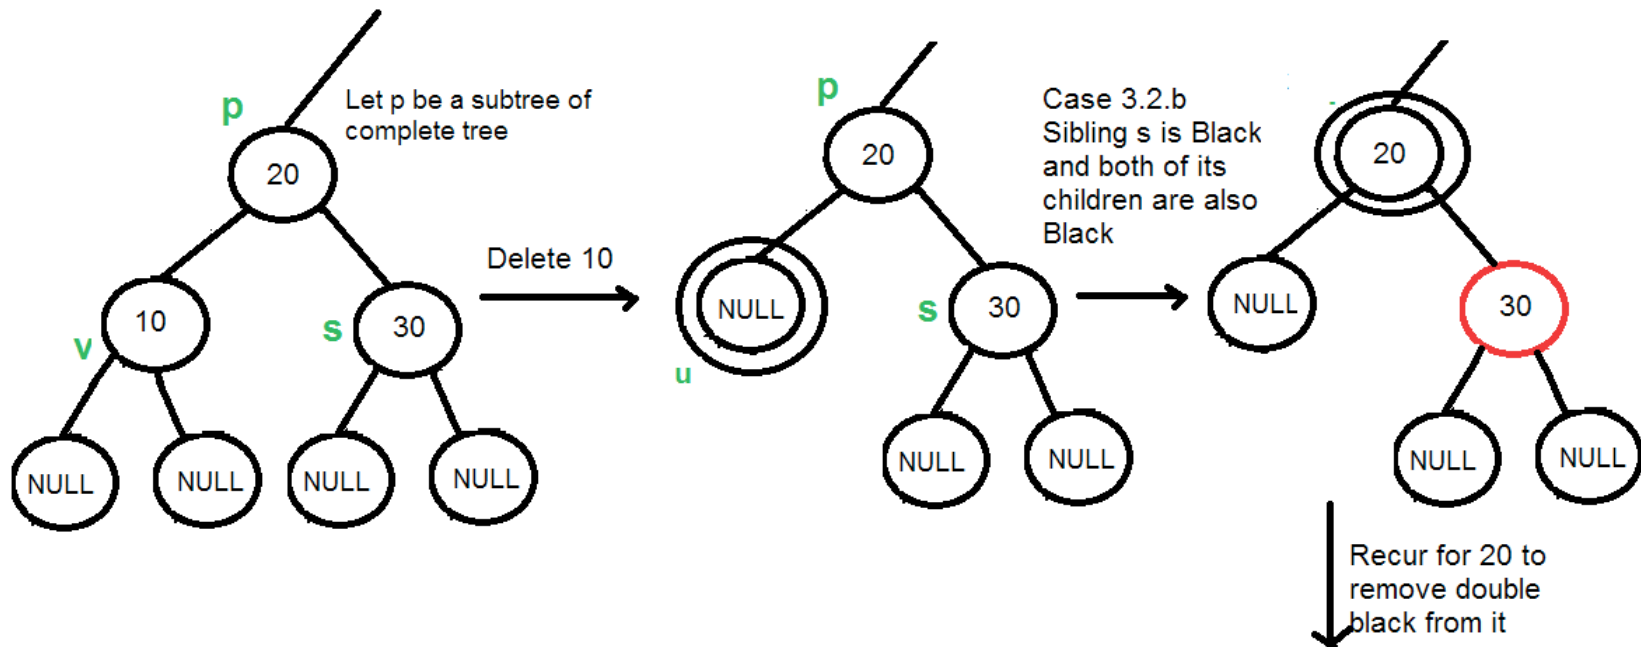 p
Let p be a subtree of
complete tree
20
v
10
s
30
NULL
NULL
NULL
NULL
Delete 10
p
20
NULL
u
s
30
NULL
NULL
Case 3.2.b
Sibling s is Black
and both of its
children are also
Black
20
NULL
30
NULL
NULL
Recur for 20 to
remove double
black from it